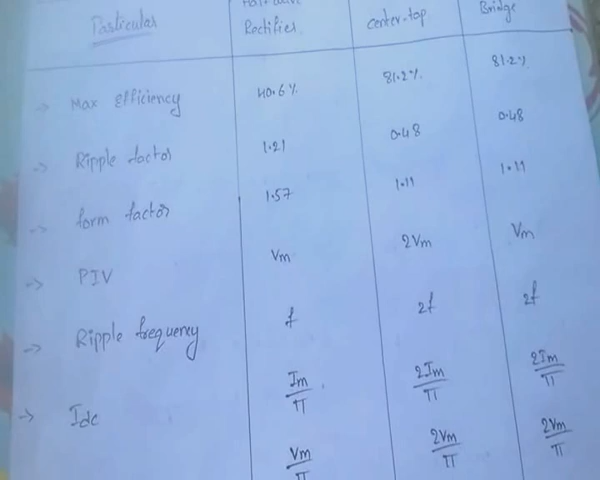 Particular Rectifier center-top Bridge
-> Max efficiency 40.6% 81.2% 81.2%
-> Ripple factor 1.21 0.48 0.48
-> form factor 1.57 1.11 1.11
-> PIV Vm 2Vm Vm
-> Ripple frequency f 2f 2f
-> Idc Im/π 2Im/π 2Im/π
Vm/π 2Vm/π 2Vm/π